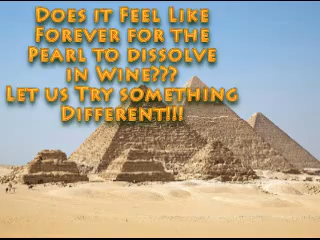 Does it Feel Like
Forever for the
Pearl to dissolve
in Wine???
Let us Try something
Different!!!